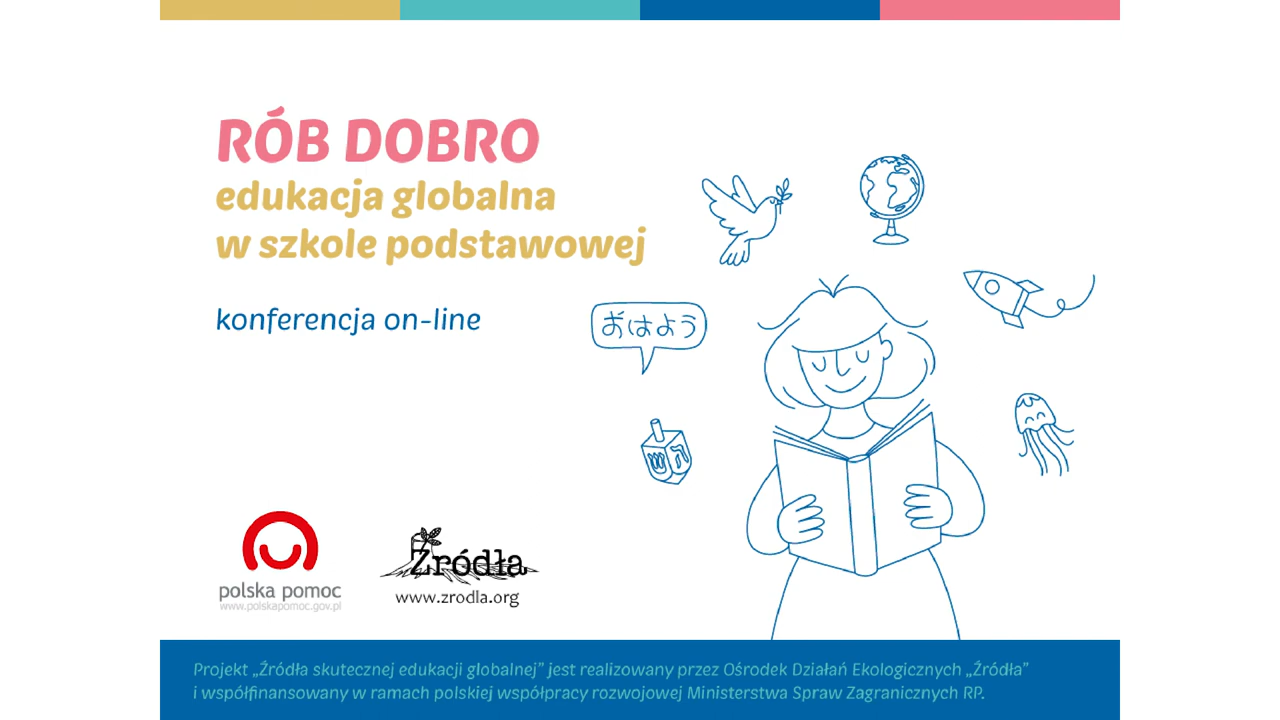 RÓB DOBRO
edukacja globalna
w szkole podstawowej
konferencja on-line
おはよう
ש ה
polska pomoc
www.polskapomoc.gov.pl
Źródła
www.zrodla.org
Projekt „Źródła skutecznej edukacji globalnej” jest realizowany przez Ośrodek Działań Ekologicznych „Źródła”
i współfinansowany w ramach polskiej współpracy rozwojowej Ministerstwa Spraw Zagranicznych RP.